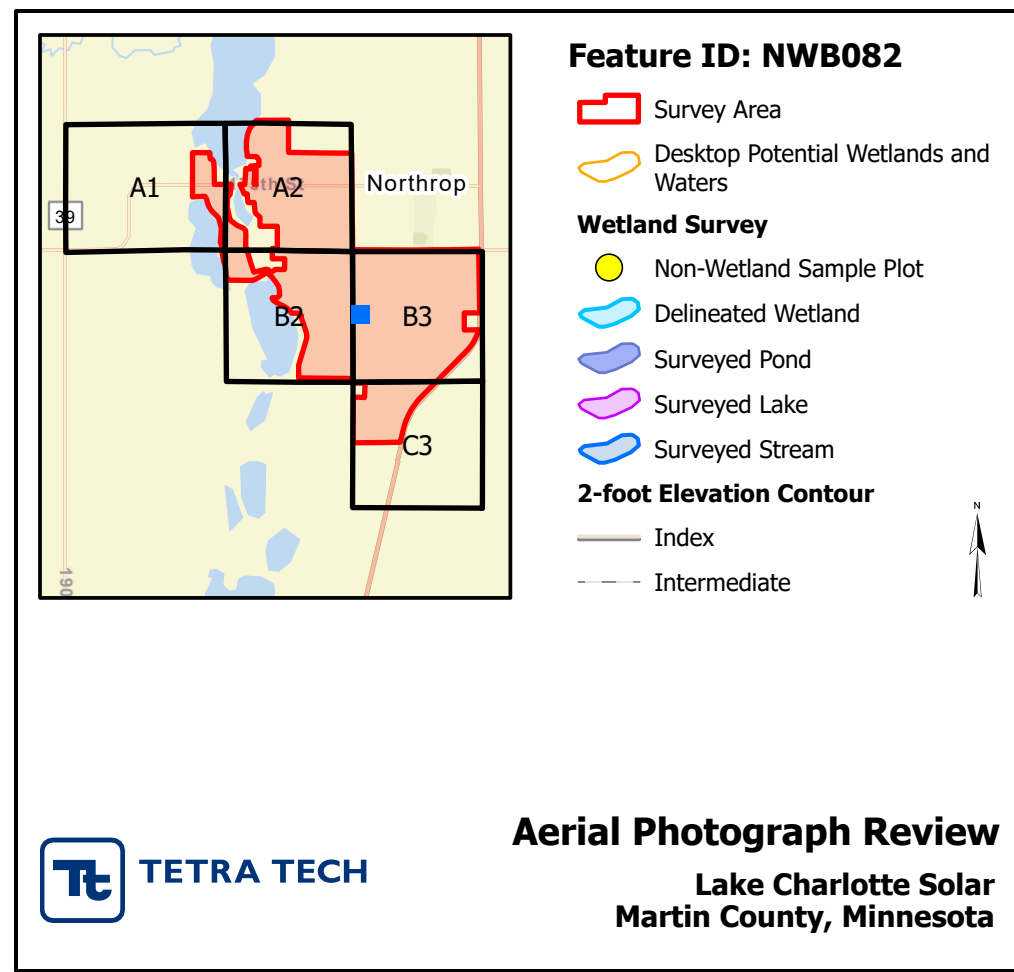 Feature ID: NWB082
Survey Area
Desktop Potential Wetlands and
Waters
Wetland Survey
Non-Wetland Sample Plot
Delineated Wetland
Surveyed Pond
Surveyed Lake
Surveyed Stream
2-foot Elevation Contour
Index
Intermediate
N
A1
A2
Northrop
39
B2
B3
C3
190
Tt
TETRA TECH
Aerial Photograph Review
Lake Charlotte Solar
Martin County, Minnesota